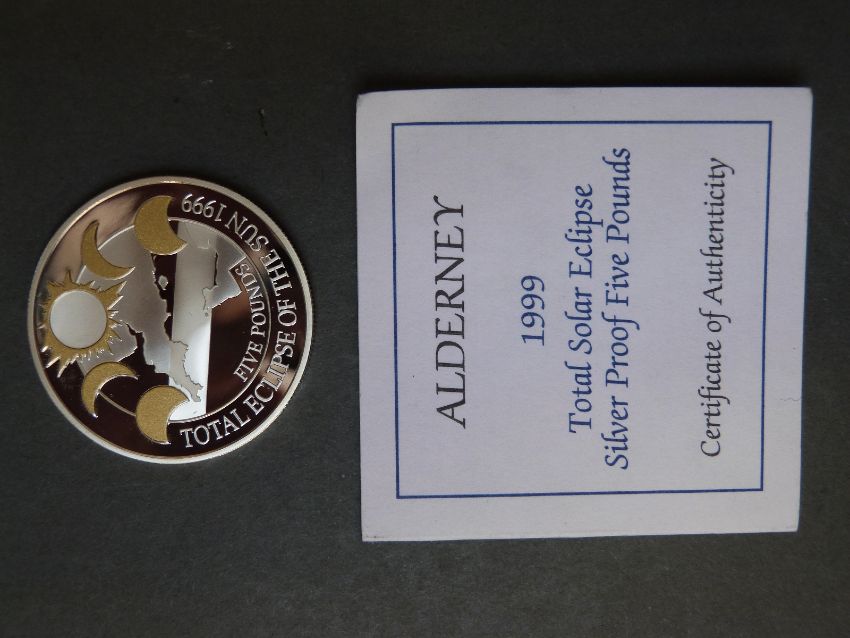 TOTAL ECLIPSE OF THE SUN 1999
FIVE POUNDS
ALDERNEY
1999
Total Solar Eclipse
Silver Proof Five Pounds
Certificate of Authenticity